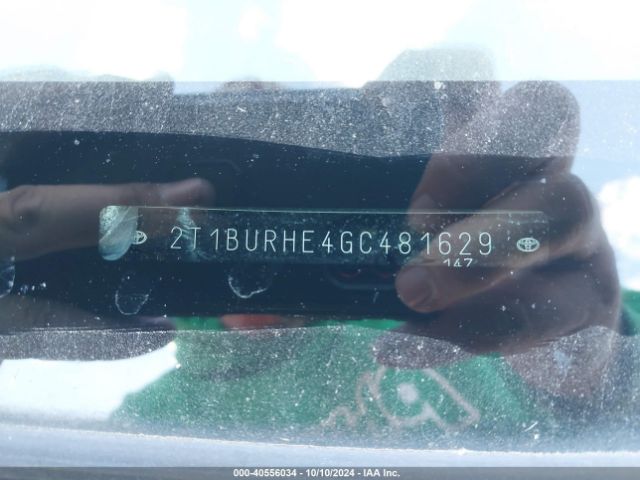 2T1BURHE4GC481629
147
000-40556034 - 10/10/2024 - IAA Inc.